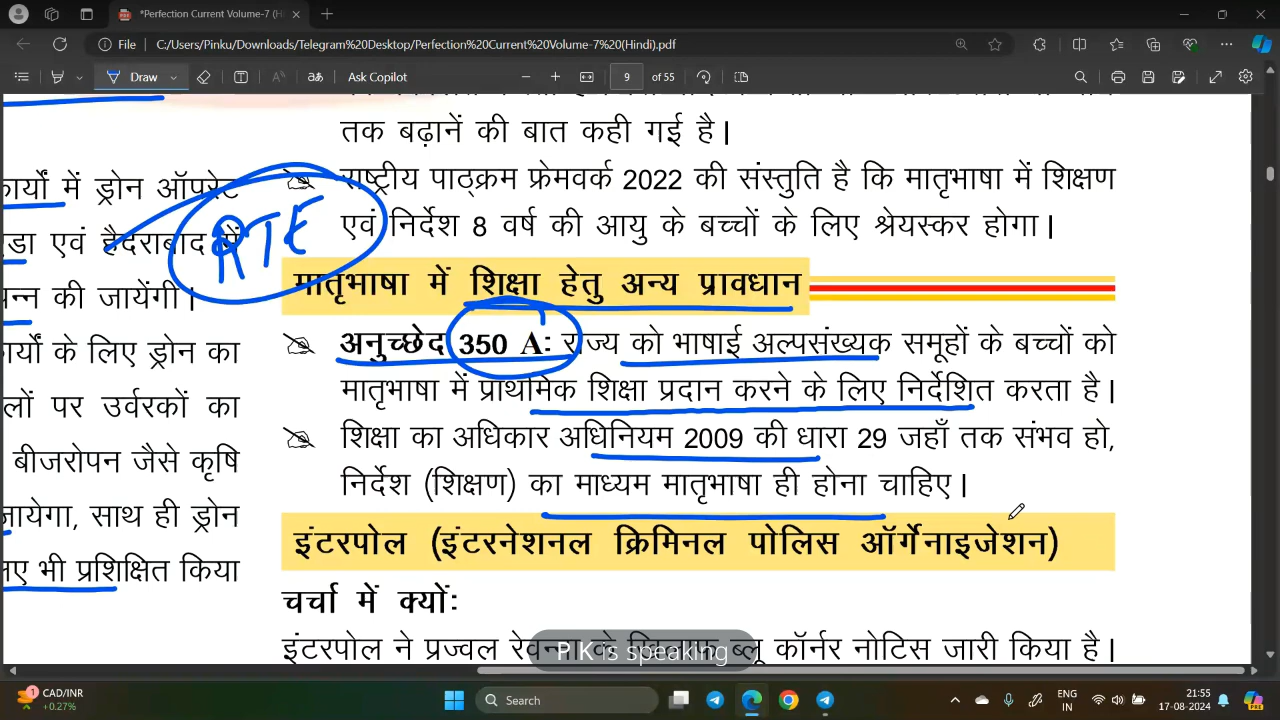 *Perfection Current Volume-7 (Hi
File C:/Users/Pinku/Downloads/Telegram%20Desktop/Perfection%20Current%20Volume-7%20(Hindi).pdf
Draw aあ Ask Copilot 9 of 55
तक बढ़ानें की बात कही गई है।
राष्ट्रीय पाठ्क्रम फ्रेमवर्क 2022 की संस्तुति है कि मातृभाषा में शिक्षण
एवं निर्देश 8 वर्ष की आयु के बच्चों के लिए श्रेयस्कर होगा।
RTE
मातृभाषा में शिक्षा हेतु अन्य प्रावधान
अनुच्छेद 350 A: राज्य को भाषाई अल्पसंख्यक समूहों के बच्चों को
मातृभाषा में प्राथमिक शिक्षा प्रदान करने के लिए निर्देशित करता है।
शिक्षा का अधिकार अधिनियम 2009 की धारा 29 जहाँ तक संभव हो,
निर्देश (शिक्षण) का माध्यम मातृभाषा ही होना चाहिए।
इंटरपोल (इंटरनेशनल क्रिमिनल पोलिस ऑर्गेनाइजेशन)
चर्चा में क्यों:
इंटरपोल ने प्रज्वल रेवन्ना के खिलाफ ब्लू कॉर्नर नोटिस जारी किया है।
कार्यों में ड्रोन ऑपरेट
एवं हैदराबाद में
की जायेंगी।
कार्यों के लिए ड्रोन का
पर उर्वरकों का
बीजरोपन जैसे कृषि
जायेगा, साथ ही ड्रोन
भी प्रशिक्षित किया
P K is speaking
CAD/INR
+0.27%
1
Search
ENG
IN
21:55
17-08-2024